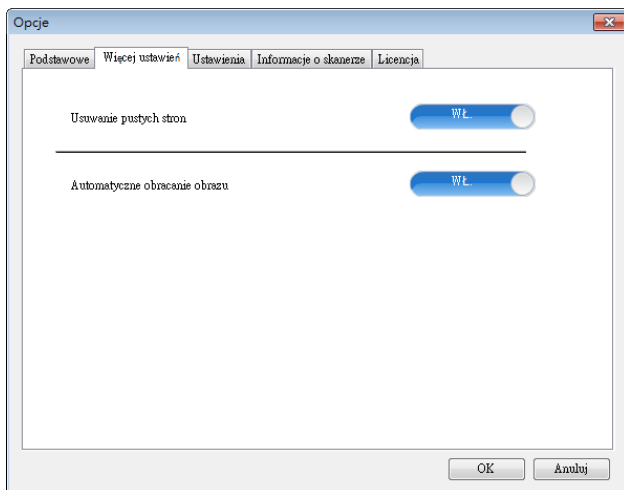 Opcje
Podstawowe Więcej ustawień Ustawienia Informacje o skanerze Licencja
Usuwanie pustych stron WŁ.
Automatyczne obracanie obrazu WŁ.
OK Anuluj